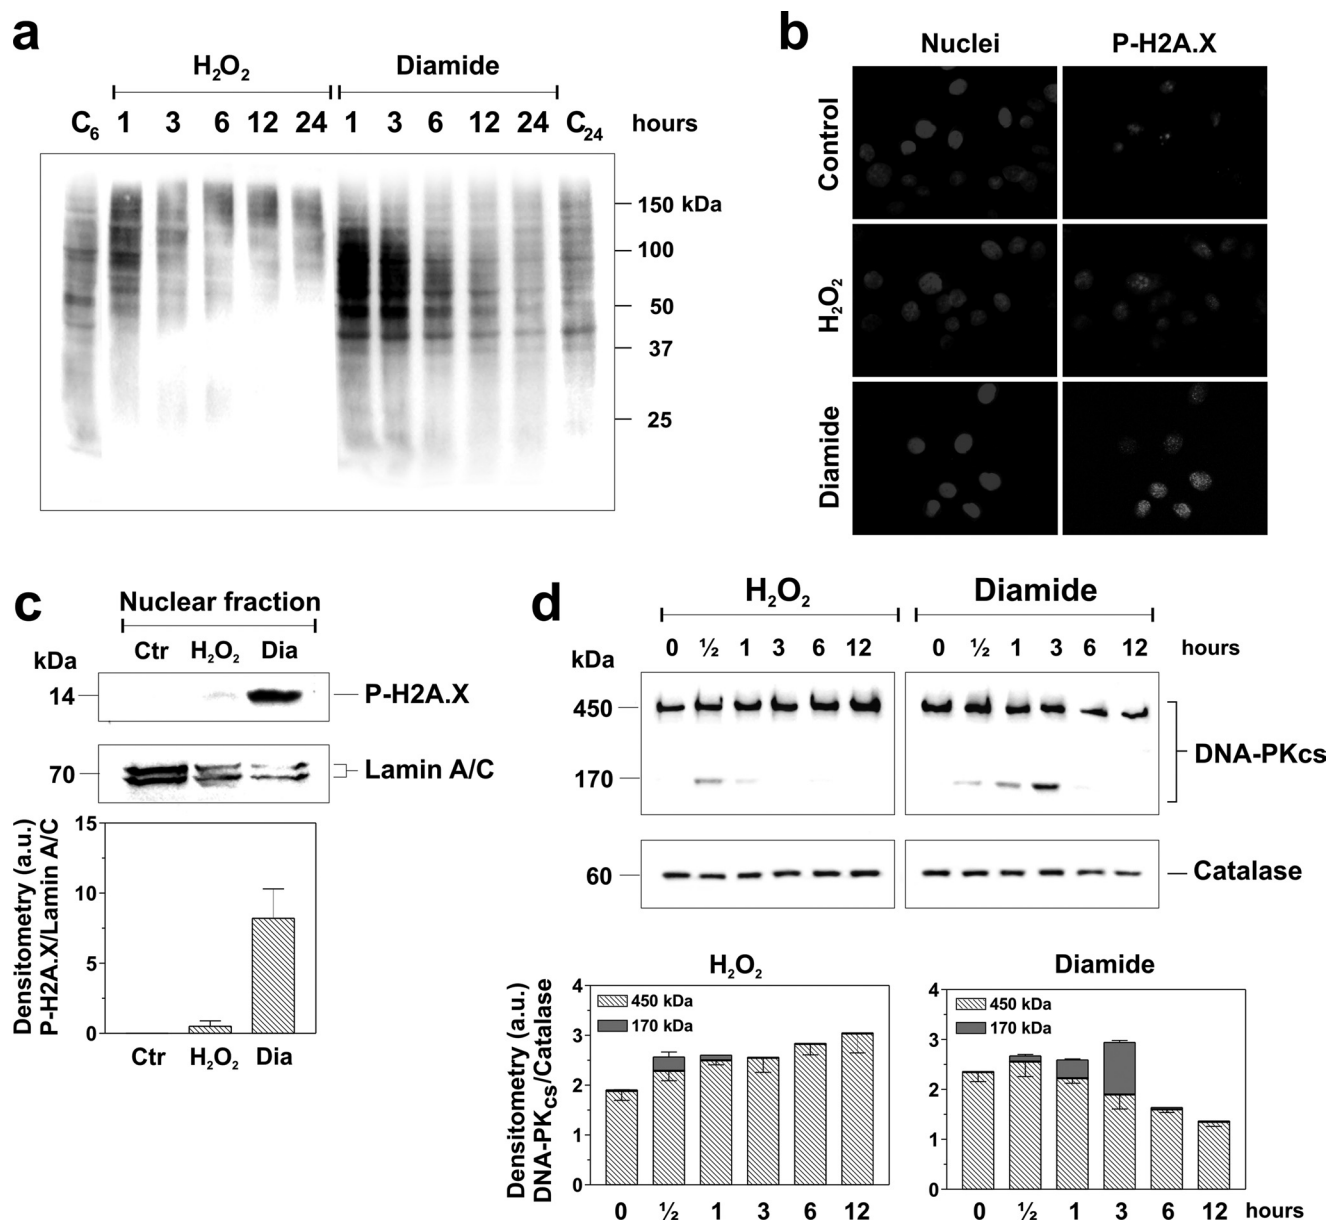 a
H₂O₂ Diamide
C₆ 1 3 6 12 24 1 3 6 12 24 C₂₄ hours
150 kDa
100
50
37
25
b
Nuclei P-H2A.X
Control
H₂O₂
Diamide
c
Nuclear fraction
Ctr H₂O₂ Dia
kDa
14 P-H2A.X
70 Lamin A/C
Densitometry (a.u.)
P-H2A.X/Lamin A/C
15
10
5
0
Ctr H₂O₂ Dia
d
H₂O₂ Diamide
0 ½ 1 3 6 12 0 ½ 1 3 6 12 hours
kDa
450
170
DNA-PKcs
60 Catalase
Densitometry (a.u.)
DNA-PKcs/Catalase
H₂O₂
4
3
2
1
0
450 kDa
170 kDa
0 ½ 1 3 6 12
Diamide
4
3
2
1
0
450 kDa
170 kDa
0 ½ 1 3 6 12 hours